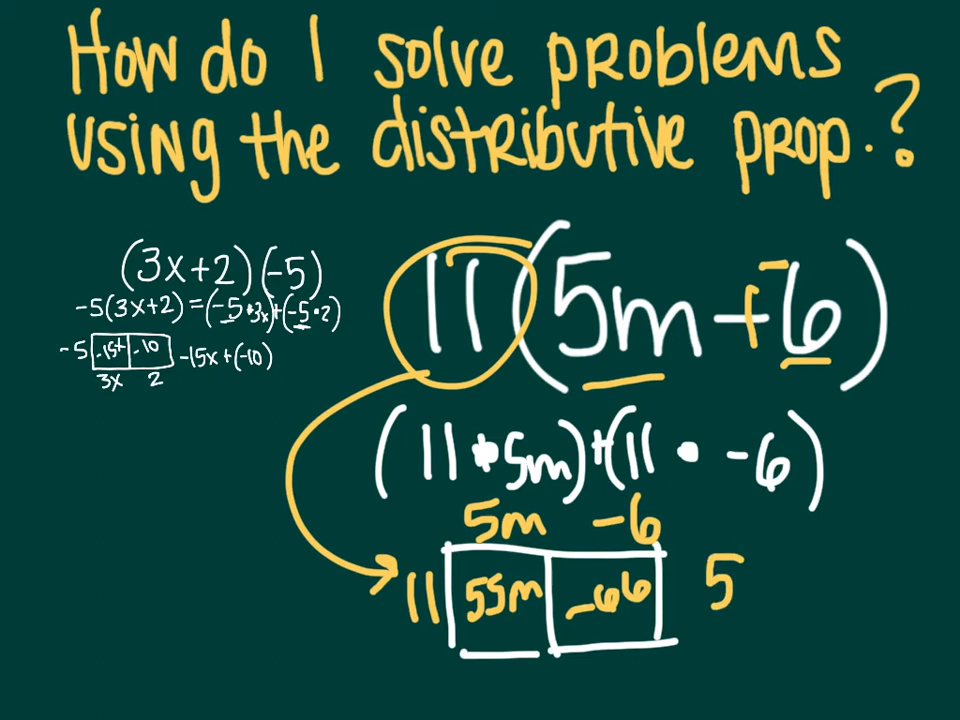 How do I solve problems
using the distributive prop.?
(3x+2)(-5)
-5(3x+2)=(-5•3x)+(-5•2)
-5 -15x -10 -15x+(-10)
3x 2
11(5m+-6)
(11•5m)+(11•-6)
5m -6
11 55m -66 5